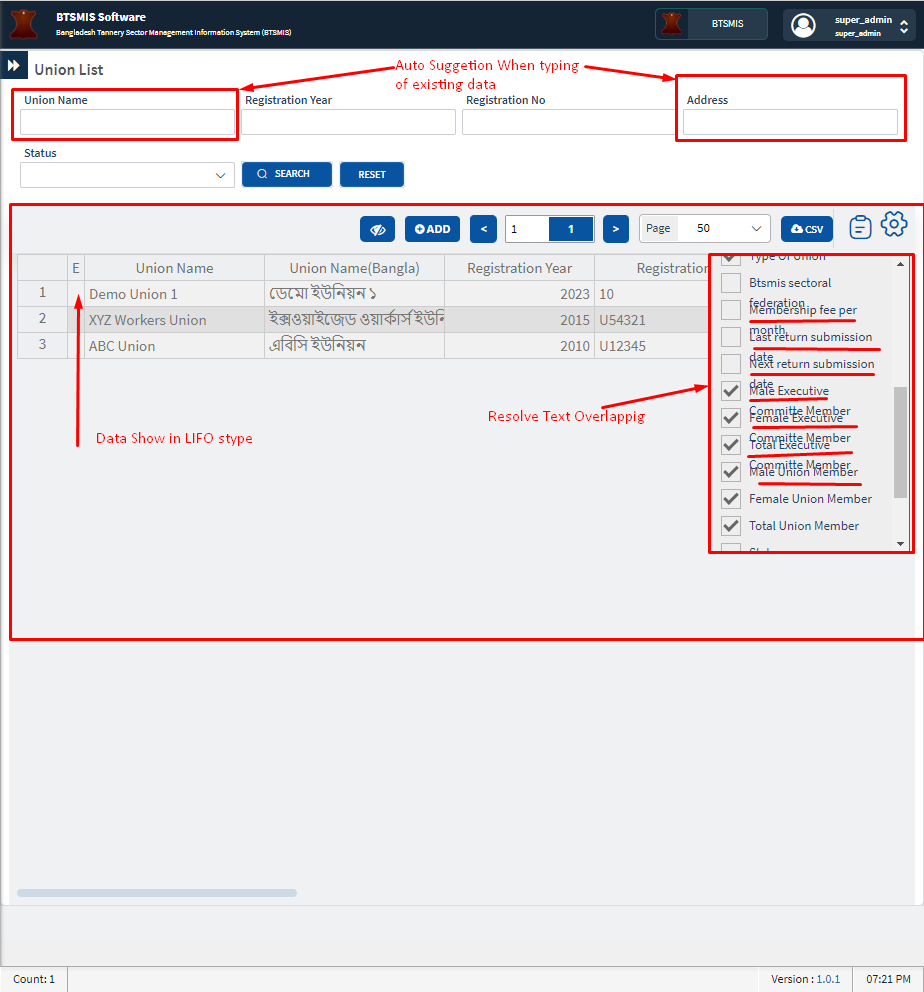 BTSMIS Software
Bangladesh Tannery Sector Management Information System (BTSMIS)
BTSMIS
super_admin
super_admin
Union List
Auto Suggetion When typing
of existing data
Union Name
Registration Year
Registration No
Address
Status
SEARCH
RESET
ADD
<
1
1
>
Page
50
CSV
E
Union Name
Union Name(Bangla)
Registration Year
Registration
1
Demo Union 1
ডেমো ইউনিয়ন ১
2023
10
2
XYZ Workers Union
ইক্সওয়াইজেড ওয়ার্কার্স ইউনি
2015
U54321
3
ABC Union
এবিসি ইউনিয়ন
2010
U12345
Type Of Union
Btsmis sectoral
federation
Membership fee per
month
Last return submission
date
Next return submission
date
Male Executive
Committe Member
Female Executive
Committe Member
Total Executive
Committe Member
Male Union Member
Female Union Member
Total Union Member
Resolve Text Overlappig
Data Show in LIFO stype
Count: 1
Version : 1.0.1
07:21 PM